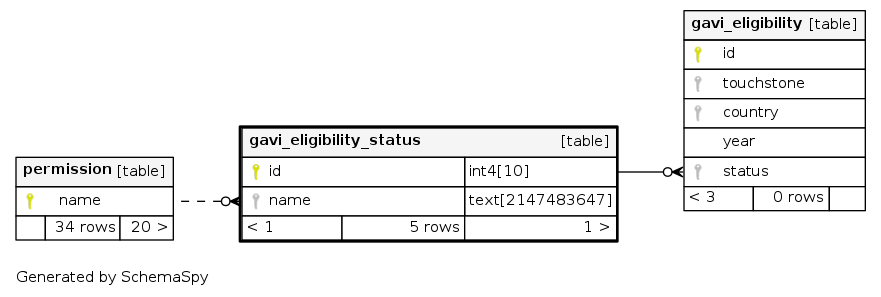 gavi_eligibility [table]
id
touchstone
country
year
status
< 3 0 rows
gavi_eligibility_status [table]
id int4[10]
name text[2147483647]
< 1 5 rows 1 >
permission [table]
name
34 rows 20 >
Generated by SchemaSpy